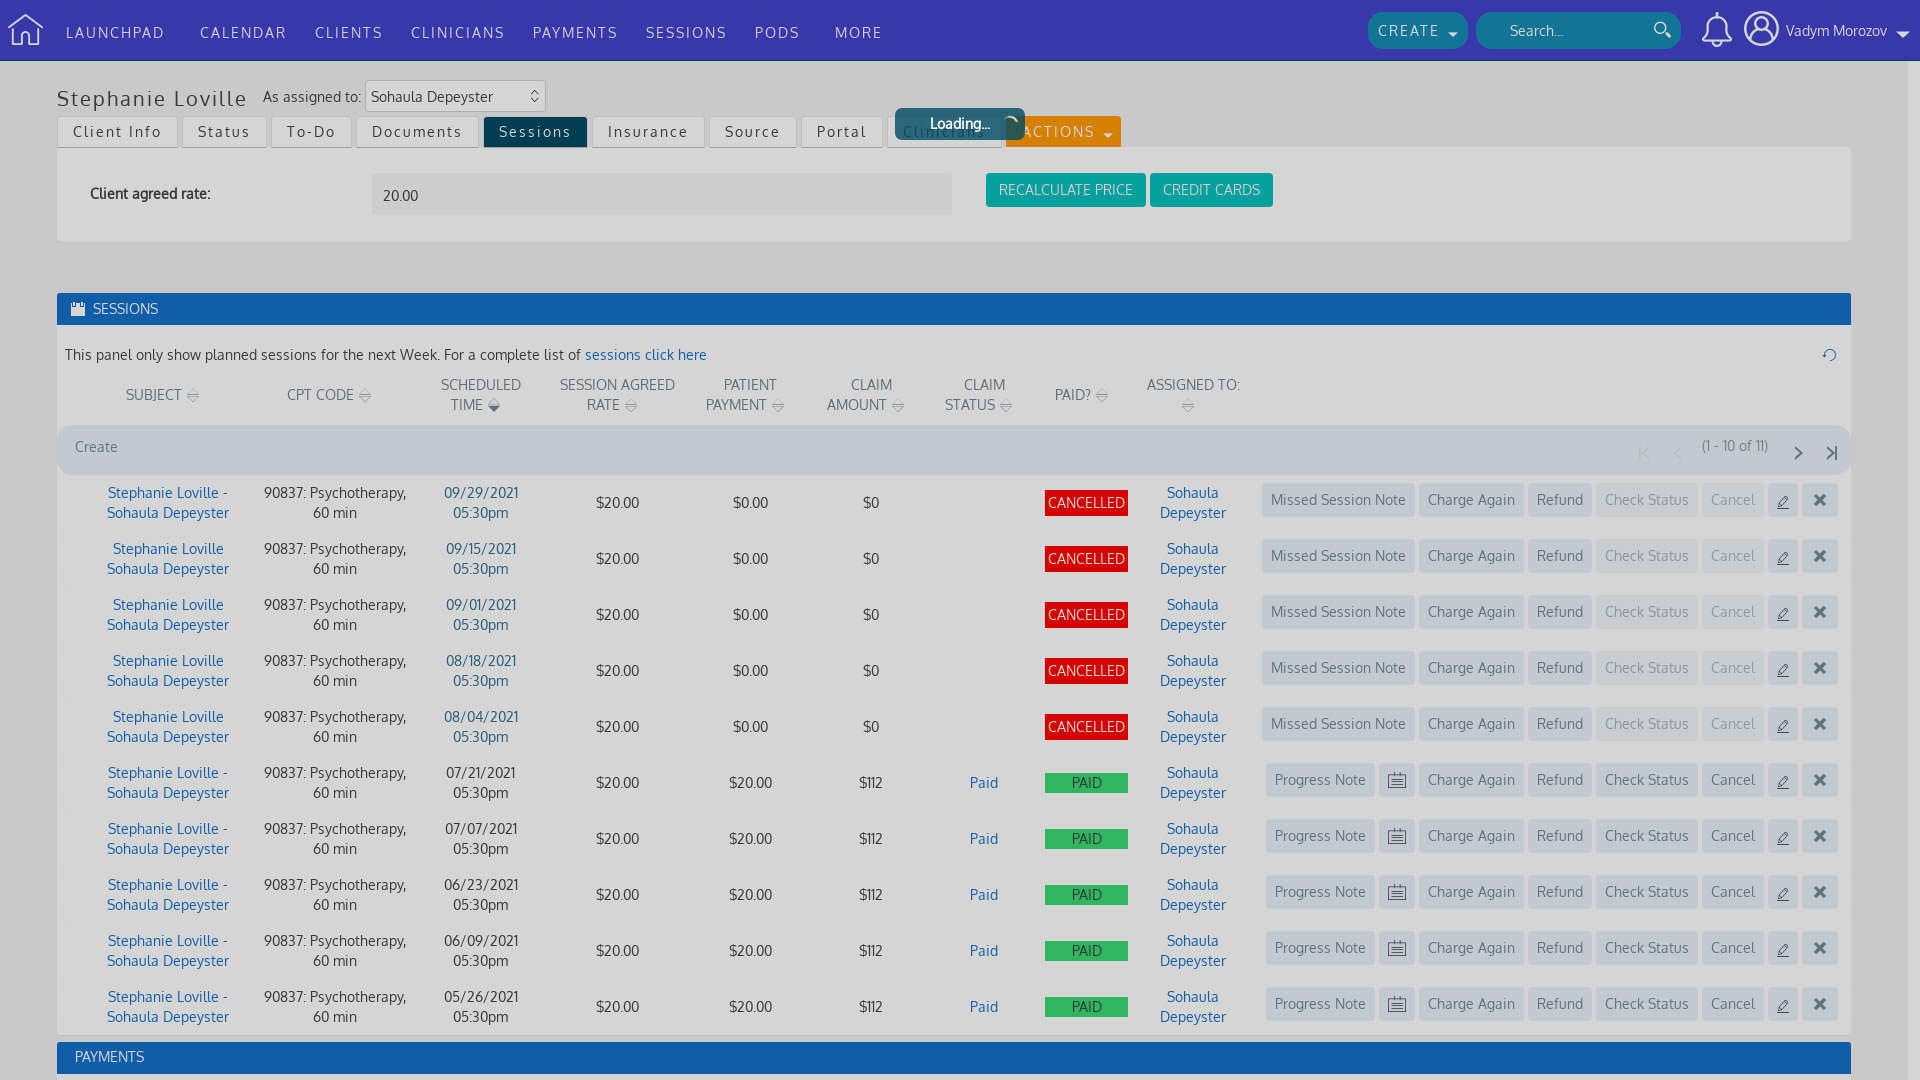 LAUNCHPAD CALENDAR CLIENTS CLINICIANS PAYMENTS SESSIONS PODS MORE CREATE Search... Vadym Morozov
Stephanie Loville As assigned to: Sohaula Depeyster
Client Info Status To-Do Documents Sessions Insurance Source Portal Clinicians ACTIONS
Loading...
Client agreed rate: 20.00 RECALCULATE PRICE CREDIT CARDS
SESSIONS
This panel only show planned sessions for the next Week. For a complete list of sessions click here
SUBJECT CPT CODE SCHEDULED TIME SESSION AGREED RATE PATIENT PAYMENT CLAIM AMOUNT CLAIM STATUS PAID? ASSIGNED TO:
Create (1 - 10 of 11)
Stephanie Loville - Sohaula Depeyster 90837: Psychotherapy, 60 min 09/29/2021 05:30pm $20.00 $0.00 $0 CANCELLED Sohaula Depeyster Missed Session Note Charge Again Refund Check Status Cancel
Stephanie Loville Sohaula Depeyster 90837: Psychotherapy, 60 min 09/15/2021 05:30pm $20.00 $0.00 $0 CANCELLED Sohaula Depeyster Missed Session Note Charge Again Refund Check Status Cancel
Stephanie Loville Sohaula Depeyster 90837: Psychotherapy, 60 min 09/01/2021 05:30pm $20.00 $0.00 $0 CANCELLED Sohaula Depeyster Missed Session Note Charge Again Refund Check Status Cancel
Stephanie Loville Sohaula Depeyster 90837: Psychotherapy, 60 min 08/18/2021 05:30pm $20.00 $0.00 $0 CANCELLED Sohaula Depeyster Missed Session Note Charge Again Refund Check Status Cancel
Stephanie Loville Sohaula Depeyster 90837: Psychotherapy, 60 min 08/04/2021 05:30pm $20.00 $0.00 $0 CANCELLED Sohaula Depeyster Missed Session Note Charge Again Refund Check Status Cancel
Stephanie Loville - Sohaula Depeyster 90837: Psychotherapy, 60 min 07/21/2021 05:30pm $20.00 $20.00 $112 Paid PAID Sohaula Depeyster Progress Note Charge Again Refund Check Status Cancel
Stephanie Loville - Sohaula Depeyster 90837: Psychotherapy, 60 min 07/07/2021 05:30pm $20.00 $20.00 $112 Paid PAID Sohaula Depeyster Progress Note Charge Again Refund Check Status Cancel
Stephanie Loville - Sohaula Depeyster 90837: Psychotherapy, 60 min 06/23/2021 05:30pm $20.00 $20.00 $112 Paid PAID Sohaula Depeyster Progress Note Charge Again Refund Check Status Cancel
Stephanie Loville - Sohaula Depeyster 90837: Psychotherapy, 60 min 06/09/2021 05:30pm $20.00 $20.00 $112 Paid PAID Sohaula Depeyster Progress Note Charge Again Refund Check Status Cancel
Stephanie Loville - Sohaula Depeyster 90837: Psychotherapy, 60 min 05/26/2021 05:30pm $20.00 $20.00 $112 Paid PAID Sohaula Depeyster Progress Note Charge Again Refund Check Status Cancel
PAYMENTS